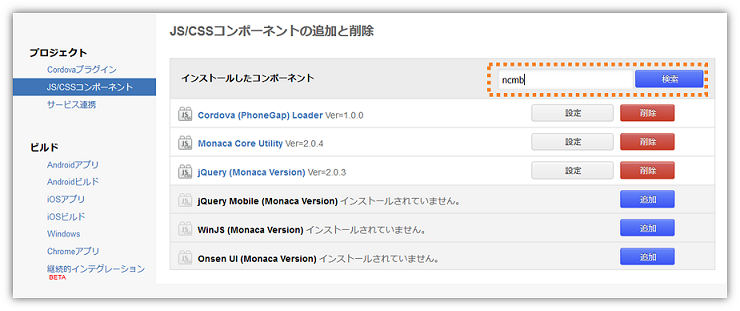 プロジェクト
Cordovaプラグイン
JS/CSSコンポーネント
サービス連携
ビルド
Androidアプリ
Androidビルド
iOSアプリ
iOSビルド
Windows
Chromeアプリ
継続的インテグレーション
BETA
JS/CSSコンポーネントの追加と削除
インストールしたコンポーネント ncmb 検索
Cordova (PhoneGap) Loader Ver=1.0.0 設定 削除
Monaca Core Utility Ver=2.0.4 設定 削除
jQuery (Monaca Version) Ver=2.0.3 設定 削除
jQuery Mobile (Monaca Version) インストールされていません。 追加
WinJS (Monaca Version) インストールされていません。 追加
Onsen UI (Monaca Version) インストールされていません。 追加